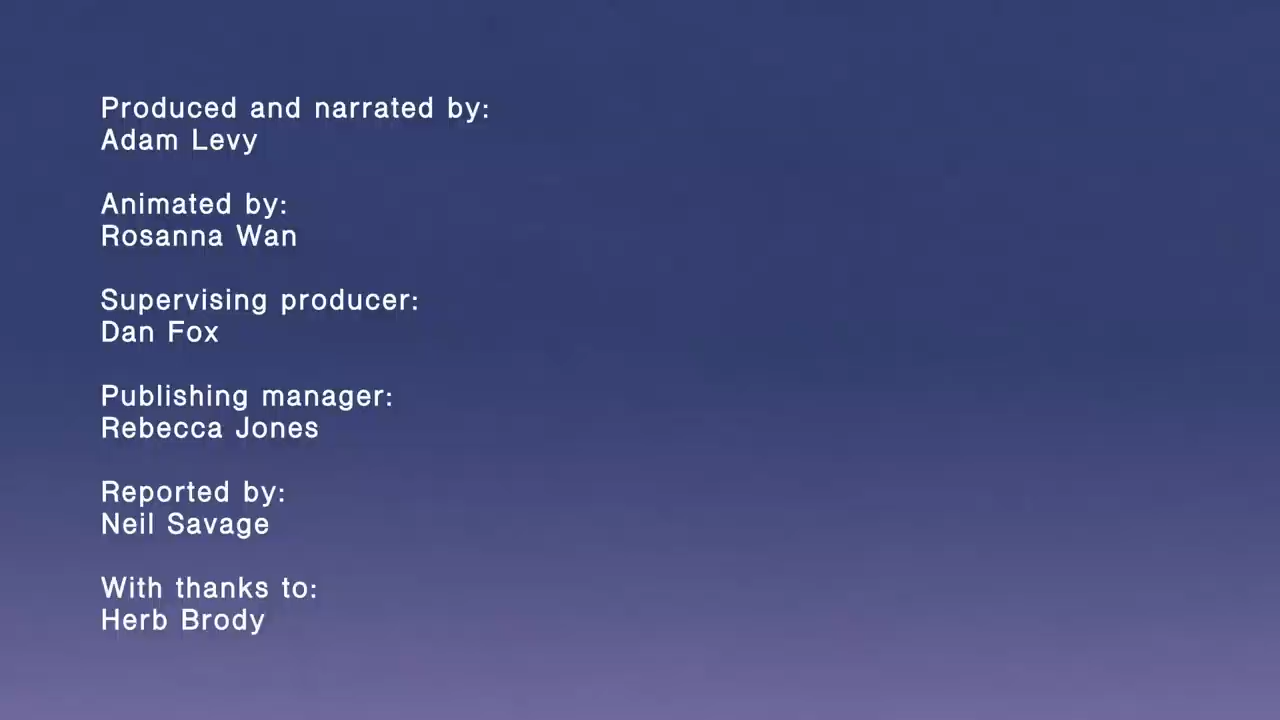 Produced and narrated by:
Adam Levy
Animated by:
Rosanna Wan
Supervising producer:
Dan Fox
Publishing manager:
Rebecca Jones
Reported by:
Neil Savage
With thanks to:
Herb Brody